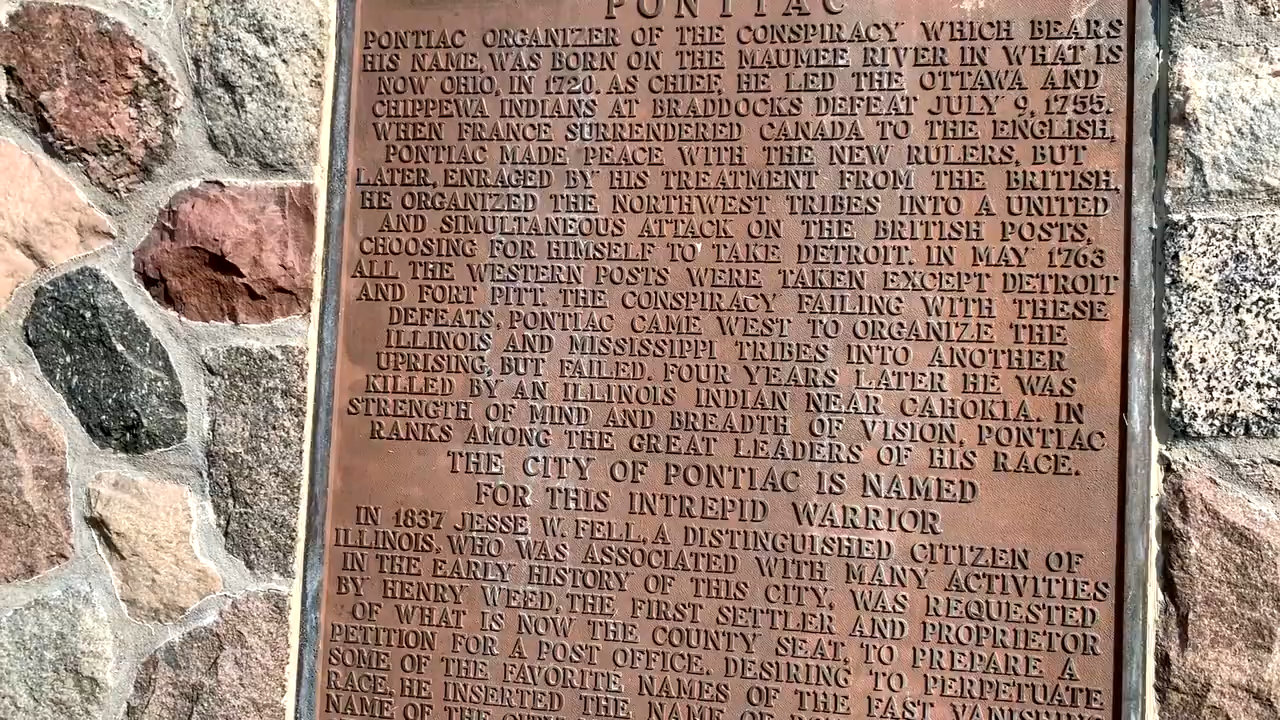 PONTIAC
PONTIAC ORGANIZER OF THE CONSPIRACY WHICH BEARS
HIS NAME, WAS BORN ON THE MAUMEE RIVER IN WHAT IS
NOW OHIO, IN 1720. AS CHIEF, HE LED THE OTTAWA AND
CHIPPEWA INDIANS AT BRADDOCKS DEFEAT JULY 9, 1755.
WHEN FRANCE SURRENDERED CANADA TO THE ENGLISH,
PONTIAC MADE PEACE WITH THE NEW RULERS, BUT
LATER, ENRAGED BY HIS TREATMENT FROM THE BRITISH,
HE ORGANIZED THE NORTHWEST TRIBES INTO A UNITED
AND SIMULTANEOUS ATTACK ON THE BRITISH POSTS,
CHOOSING FOR HIMSELF TO TAKE DETROIT. IN MAY 1763
ALL THE WESTERN POSTS WERE TAKEN EXCEPT DETROIT
AND FORT PITT. THE CONSPIRACY FAILING WITH THESE
DEFEATS, PONTIAC CAME WEST TO ORGANIZE THE
ILLINOIS AND MISSISSIPPI TRIBES INTO ANOTHER
UPRISING, BUT FAILED. FOUR YEARS LATER HE WAS
KILLED BY AN ILLINOIS INDIAN NEAR CAHOKIA. IN
STRENGTH OF MIND AND BREADTH OF VISION, PONTIAC
RANKS AMONG THE GREAT LEADERS OF HIS RACE.
THE CITY OF PONTIAC IS NAMED
FOR THIS INTREPID WARRIOR
IN 1837 JESSE W. FELL, A DISTINGUISHED CITIZEN OF
ILLINOIS, WHO WAS ASSOCIATED WITH MANY ACTIVITIES
IN THE EARLY HISTORY OF THIS CITY, WAS REQUESTED
BY HENRY WEED, THE FIRST SETTLER AND PROPRIETOR
OF WHAT IS NOW THE COUNTY SEAT, TO PREPARE A
PETITION FOR A POST OFFICE. DESIRING TO PERPETUATE
SOME OF THE FAVORITE NAMES OF THE FAST VANISHING
RACE, HE INSERTED THE NAME OF
NAME OF THE